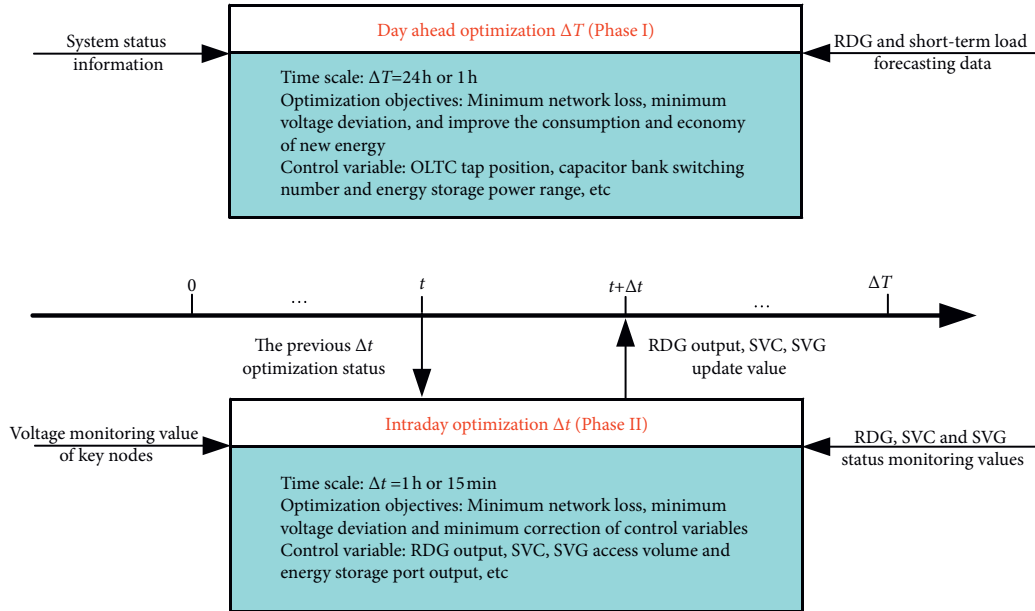 Day ahead optimization ΔT (Phase I)
System status
information
RDG and short-term load
forecasting data
Time scale: ΔT=24 h or 1 h
Optimization objectives: Minimum network loss, minimum
voltage deviation, and improve the consumption and economy
of new energy
Control variable: OLTC tap position, capacitor bank switching
number and energy storage power range, etc
0
...
t
t+Δt
...
ΔT
The previous Δt
optimization status
RDG output, SVC, SVG
update value
Intraday optimization Δt (Phase II)
Voltage monitoring value
of key nodes
RDG, SVC and SVG
status monitoring values
Time scale: Δt =1 h or 15 min
Optimization objectives: Minimum network loss, minimum
voltage deviation and minimum correction of control variables
Control variable: RDG output, SVC, SVG access volume and
energy storage port output, etc